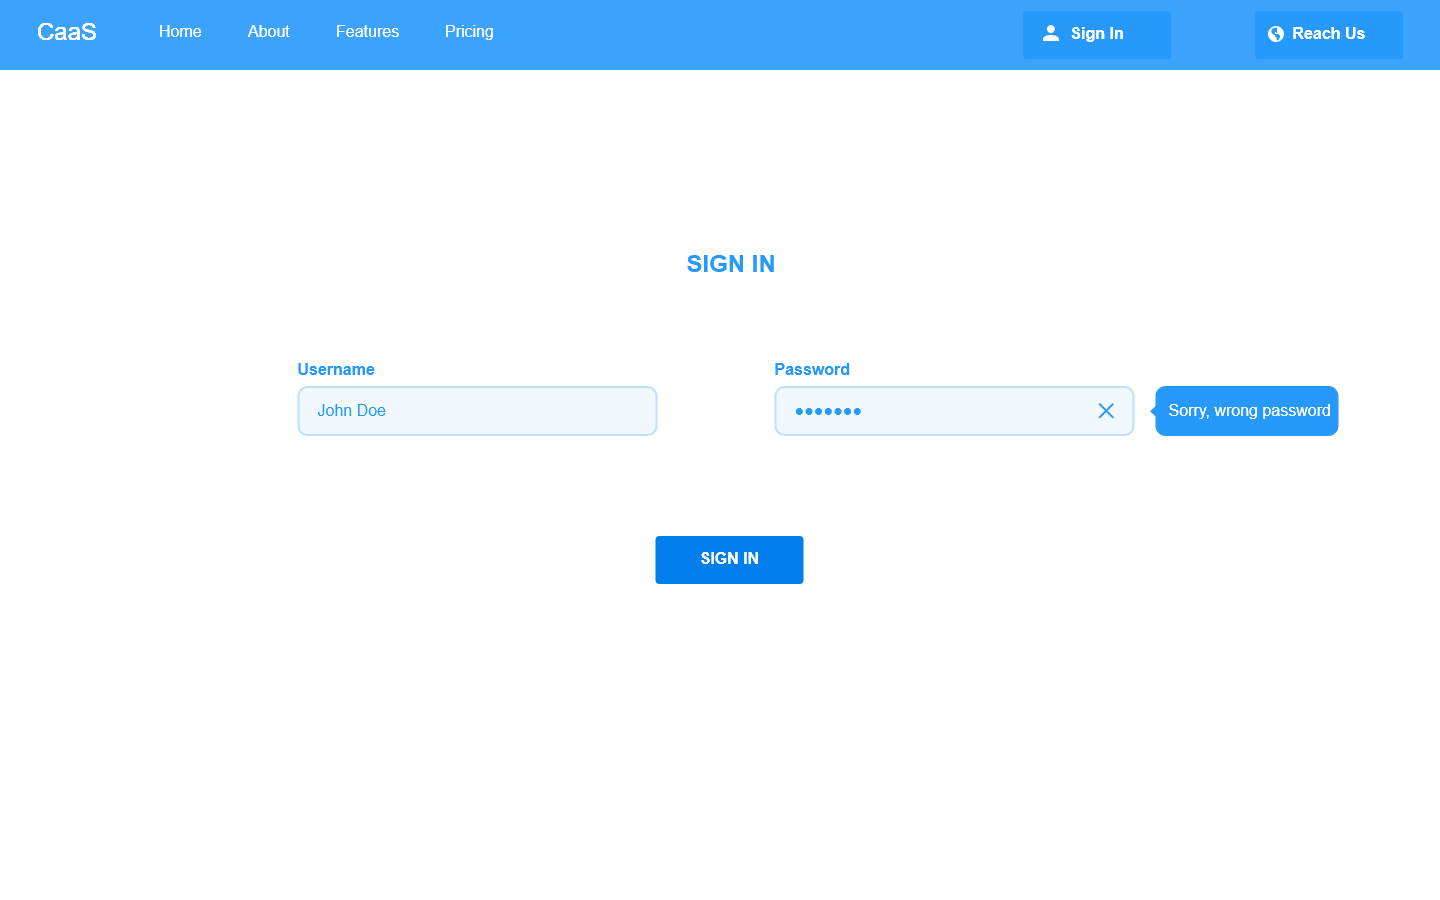 CaaS
Home
About
Features
Pricing
Sign In
Reach Us
SIGN IN
Username
Password
John Doe
•••••••
Sorry, wrong password
SIGN IN